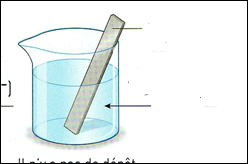 -)
Il n'y a pas de dépôt